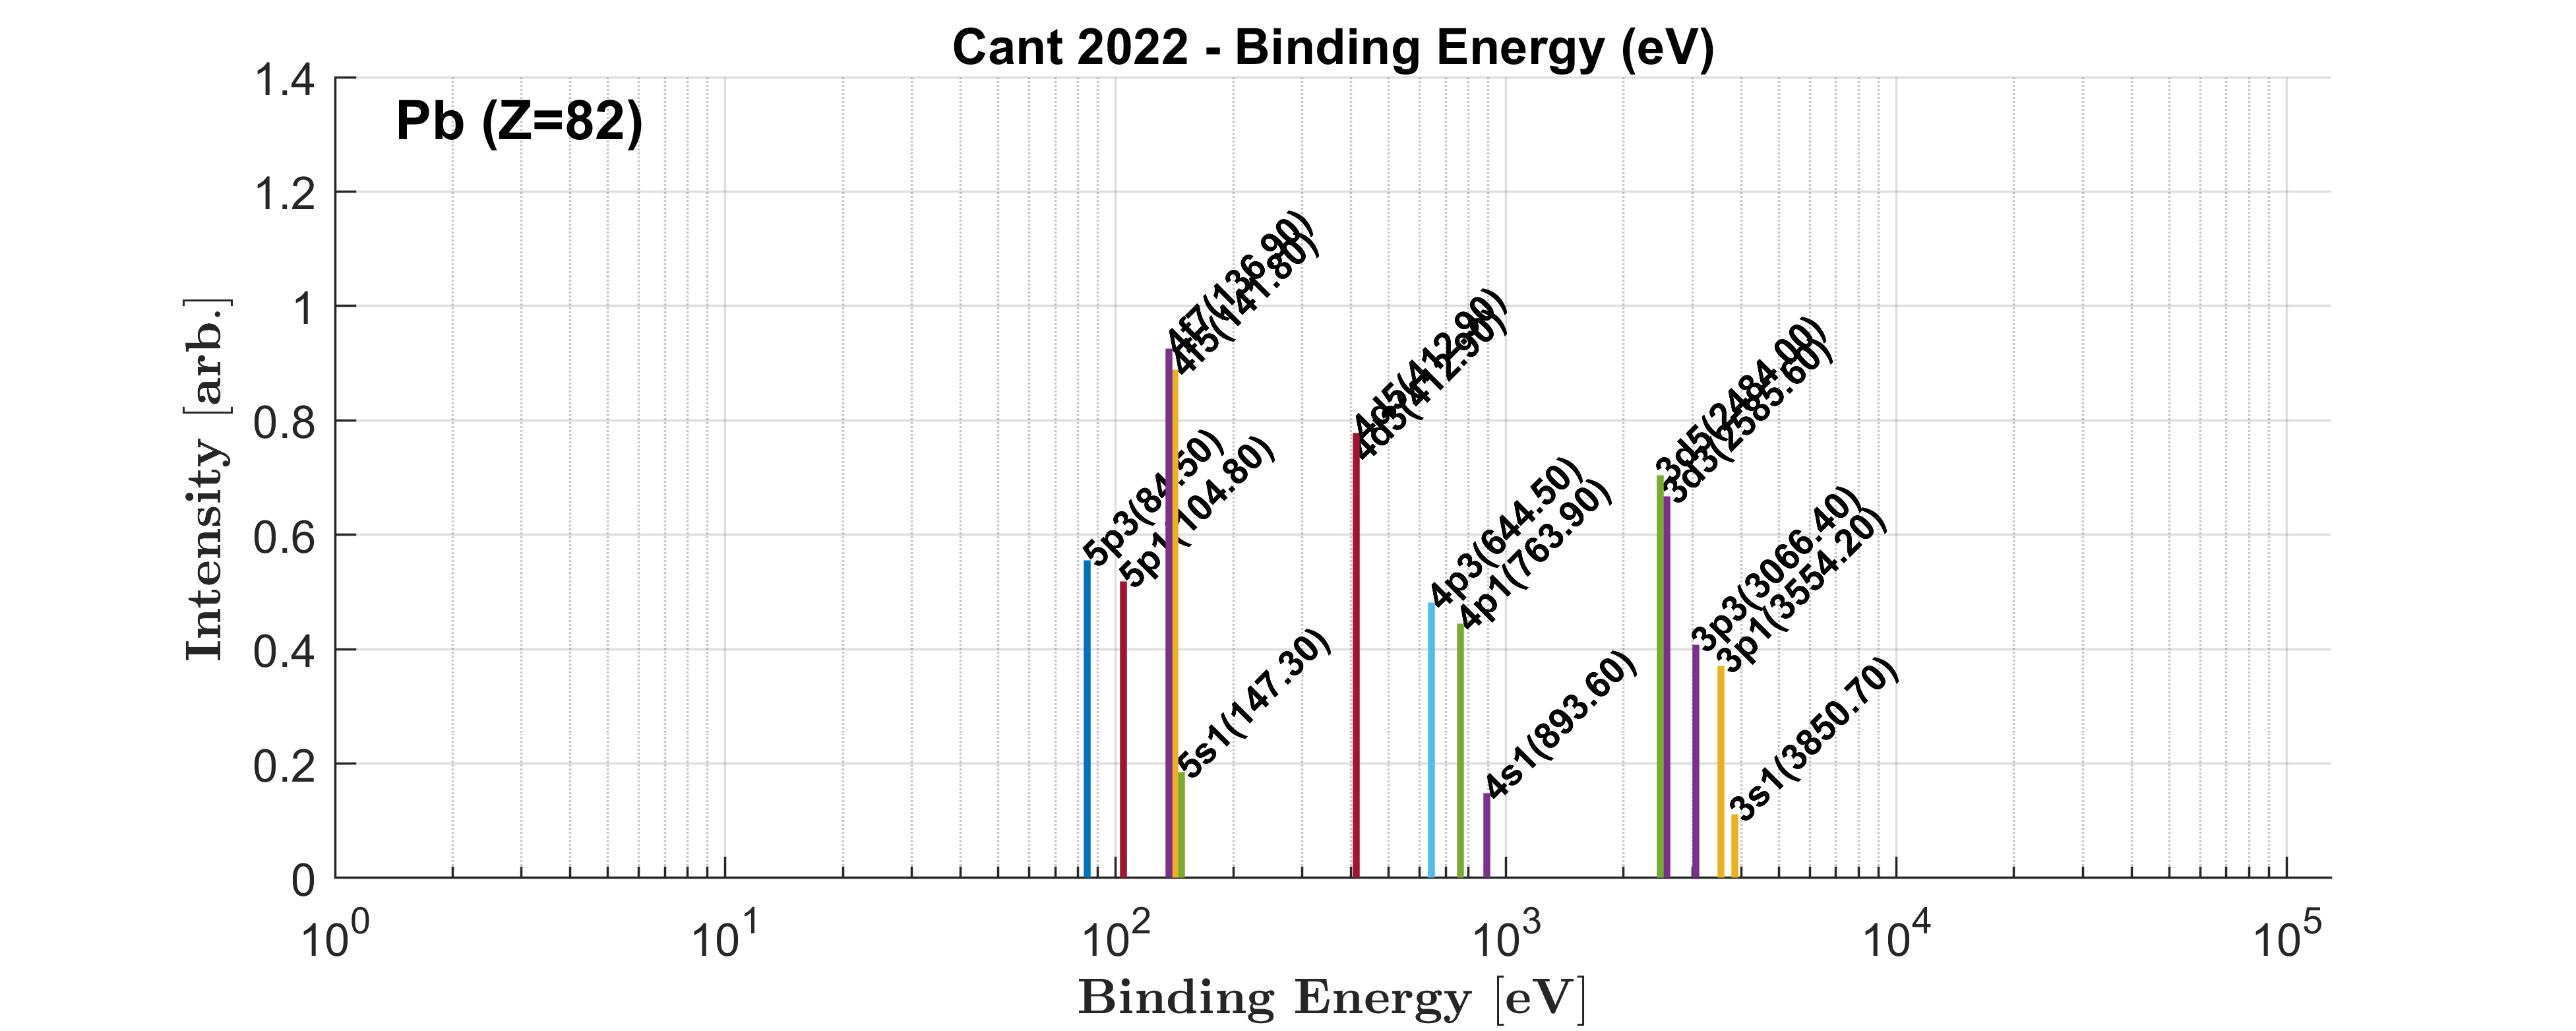 Cant 2022 - Binding Energy (eV)
Pb (Z=82)
1.4
1.2
1
0.8
0.6
0.4
0.2
0
Intensity [arb.]
5p3(84.50)
5p1(104.80)
4f7(136.90)
4f5(141.80)
5s1(147.30)
4d5(412.90)
4d3(412.90)
4p3(644.50)
4p1(763.90)
4s1(893.60)
3d5(2484.00)
3d3(2585.60)
3p3(3066.40)
3p1(3554.20)
3s1(3850.70)
10^0 10^1 10^2 10^3 10^4 10^5
Binding Energy [eV]